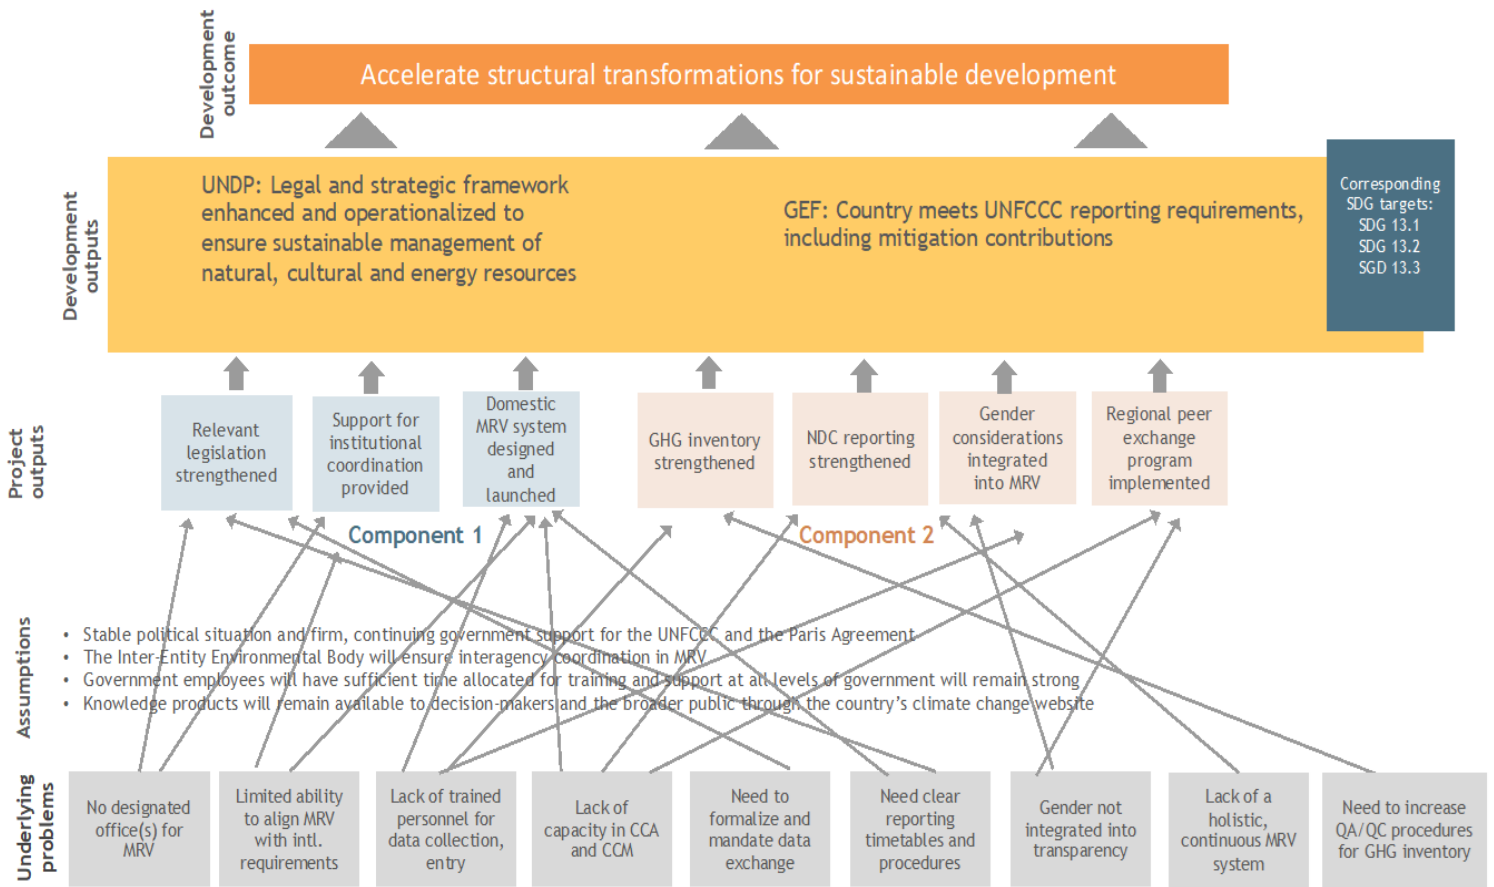 Development
outcome
Accelerate structural transformations for sustainable development
Development
outputs
UNDP: Legal and strategic framework
enhanced and operationalized to
ensure sustainable management of
natural, cultural and energy resources
GEF: Country meets UNFCCC reporting requirements,
including mitigation contributions
Corresponding
SDG targets:
SDG 13.1
SDG 13.2
SGD 13.3
Project
outputs
Relevant
legislation
strengthened
Support for
institutional
coordination
provided
Domestic
MRV system
designed
and
launched
GHG inventory
strengthened
NDC reporting
strengthened
Gender
considerations
integrated
into MRV
Regional peer
exchange
program
implemented
Component 1
Component 2
Assumptions
• Stable political situation and firm, continuing government support for the UNFCCC and the Paris Agreement
• The Inter-Entity Environmental Body will ensure interagency coordination in MRV
• Government employees will have sufficient time allocated for training and support at all levels of government will remain strong
• Knowledge products will remain available to decision-makers and the broader public through the country's climate change website
Underlying
problems
No designated
office(s) for
MRV
Limited ability
to align MRV
with intl.
requirements
Lack of trained
personnel for
data collection,
entry
Lack of
capacity in CCA
and CCM
Need to
formalize and
mandate data
exchange
Need clear
reporting
timetables and
procedures
Gender not
integrated into
transparency
Lack of a
holistic,
continuous MRV
system
Need to increase
QA/QC procedures
for GHG inventory